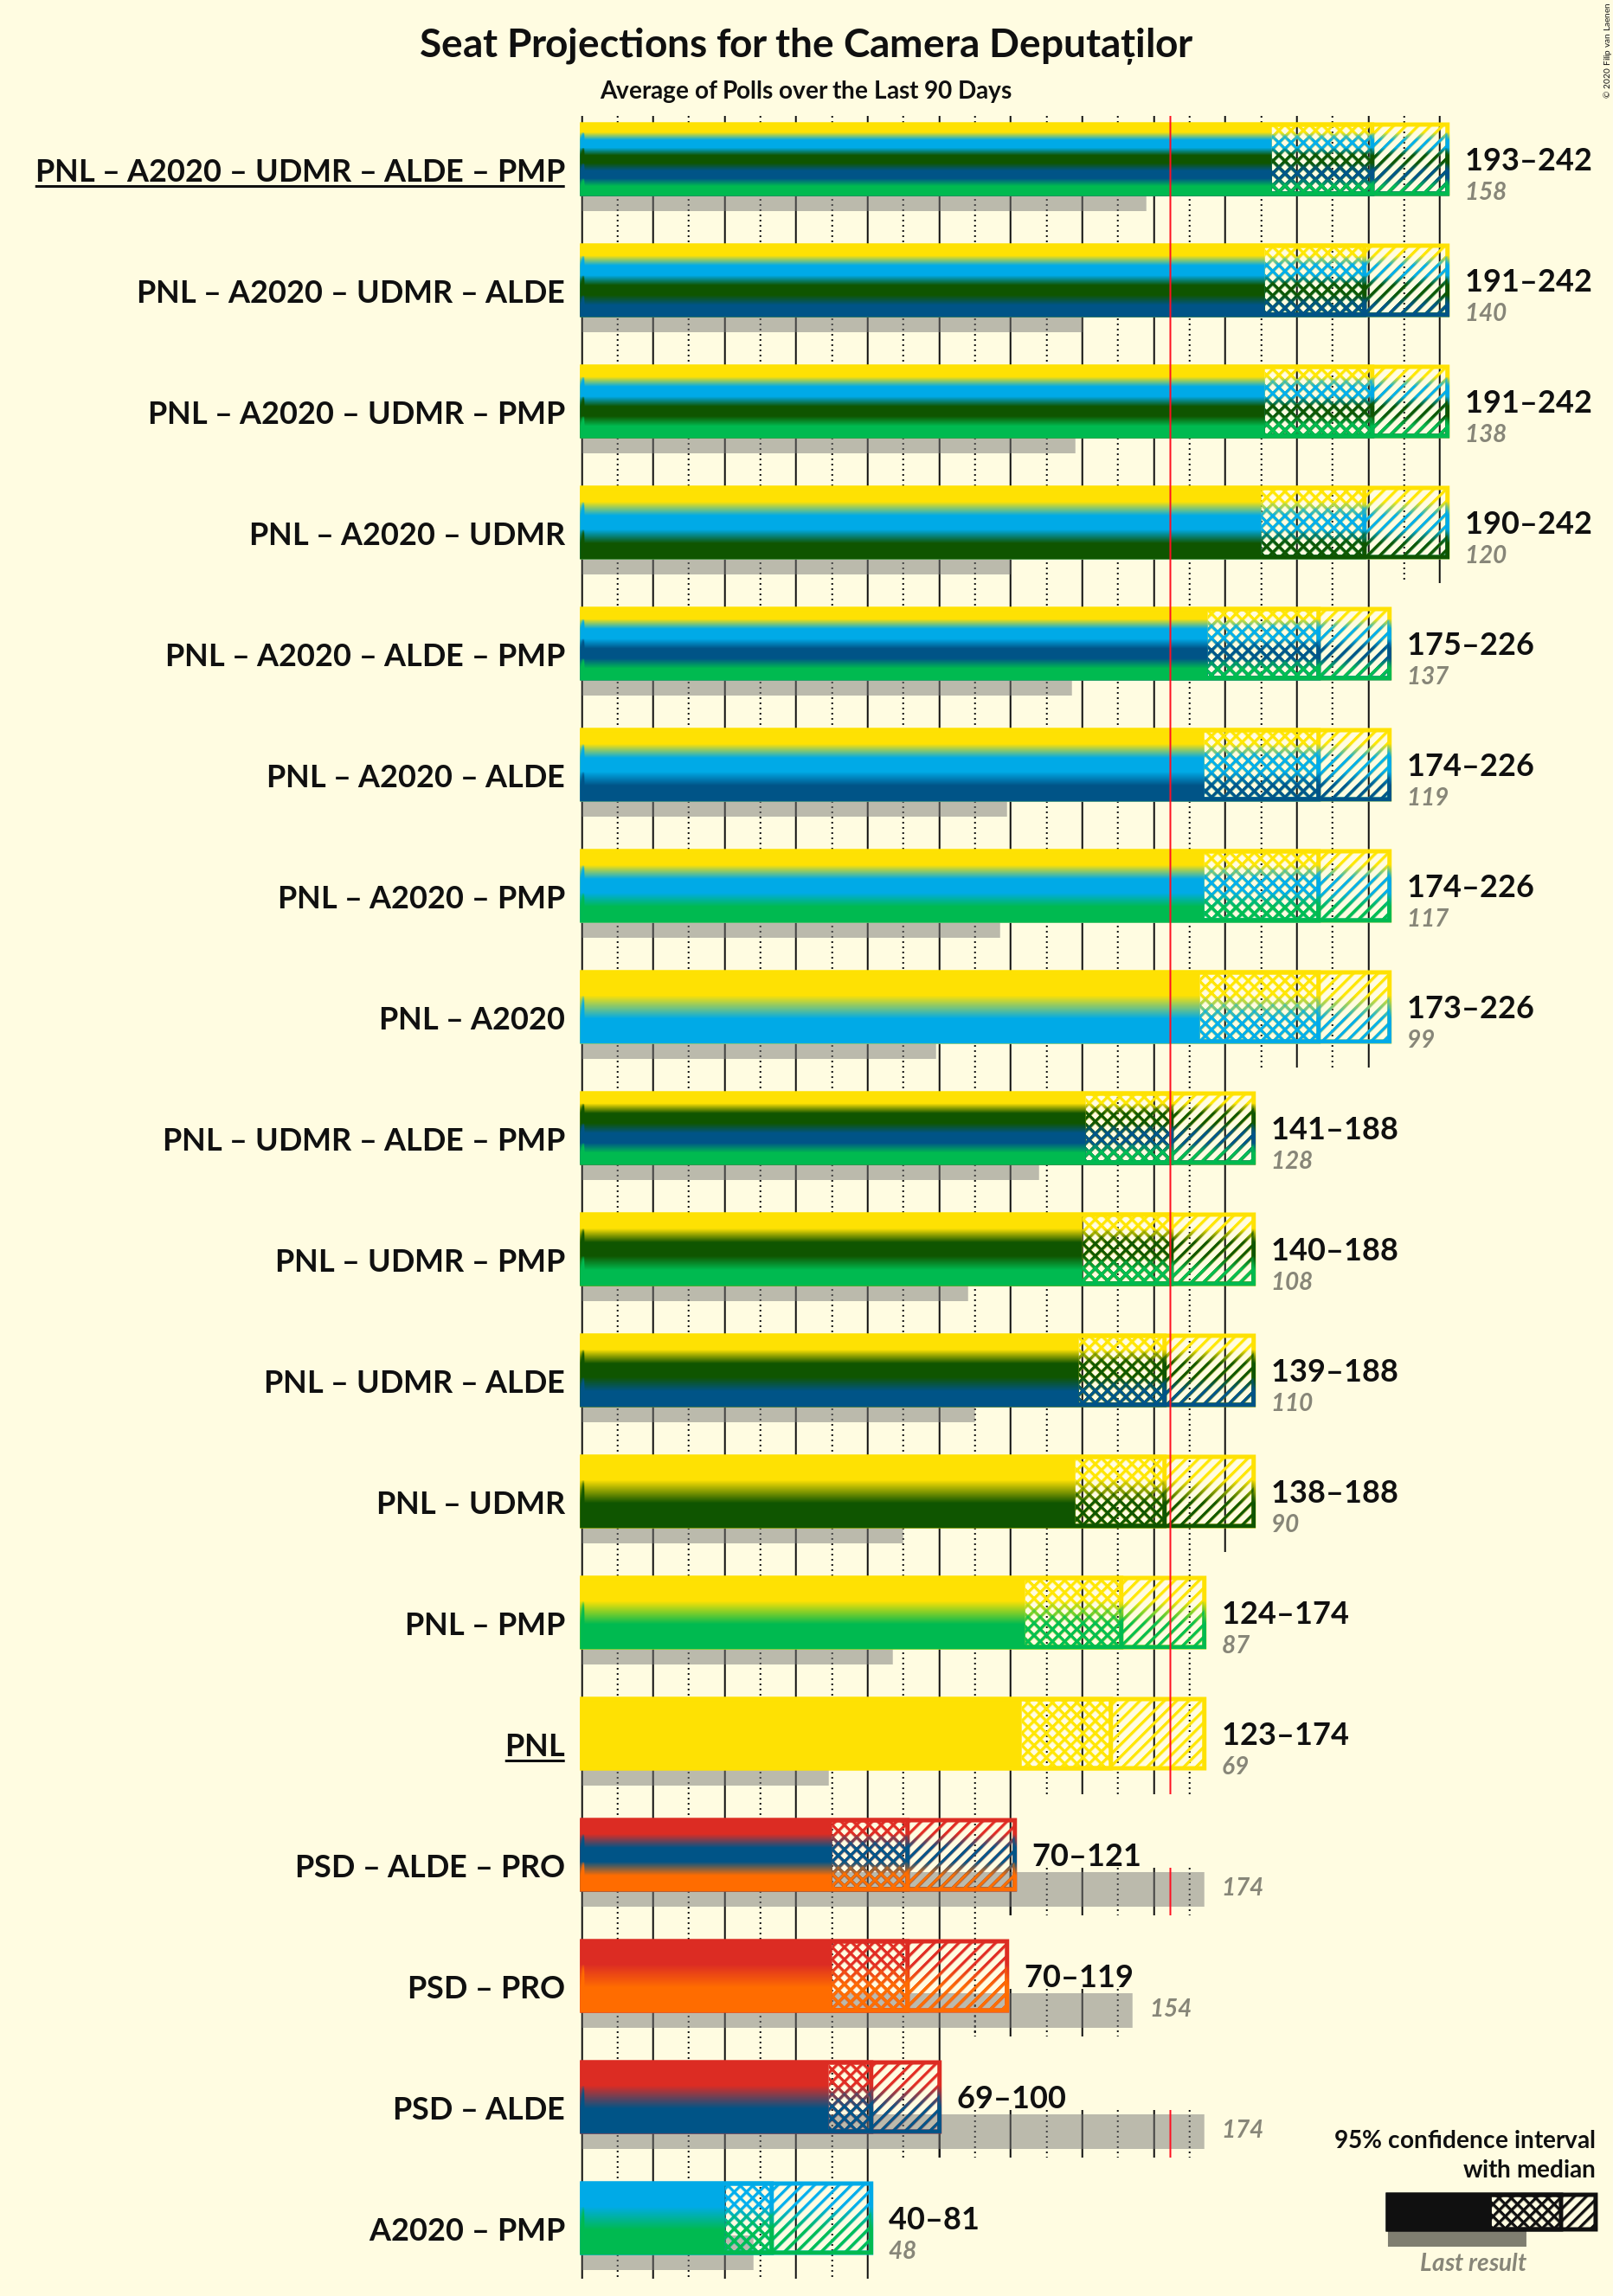 Seat Projections for the Camera Deputaților
Average of Polls over the Last 90 Days
© 2020 Filip van Laenen
PNL – A2020 – UDMR – ALDE – PMP
193–242
158
PNL – A2020 – UDMR – ALDE
191–242
140
PNL – A2020 – UDMR – PMP
191–242
138
PNL – A2020 – UDMR
190–242
120
PNL – A2020 – ALDE – PMP
175–226
137
PNL – A2020 – ALDE
174–226
119
PNL – A2020 – PMP
174–226
117
PNL – A2020
173–226
99
PNL – UDMR – ALDE – PMP
141–188
128
PNL – UDMR – PMP
140–188
108
PNL – UDMR – ALDE
139–188
110
PNL – UDMR
138–188
90
PNL – PMP
124–174
87
PNL
123–174
69
PSD – ALDE – PRO
70–121
174
PSD – PRO
70–119
154
PSD – ALDE
69–100
174
A2020 – PMP
40–81
48
95% confidence interval
with median
Last result